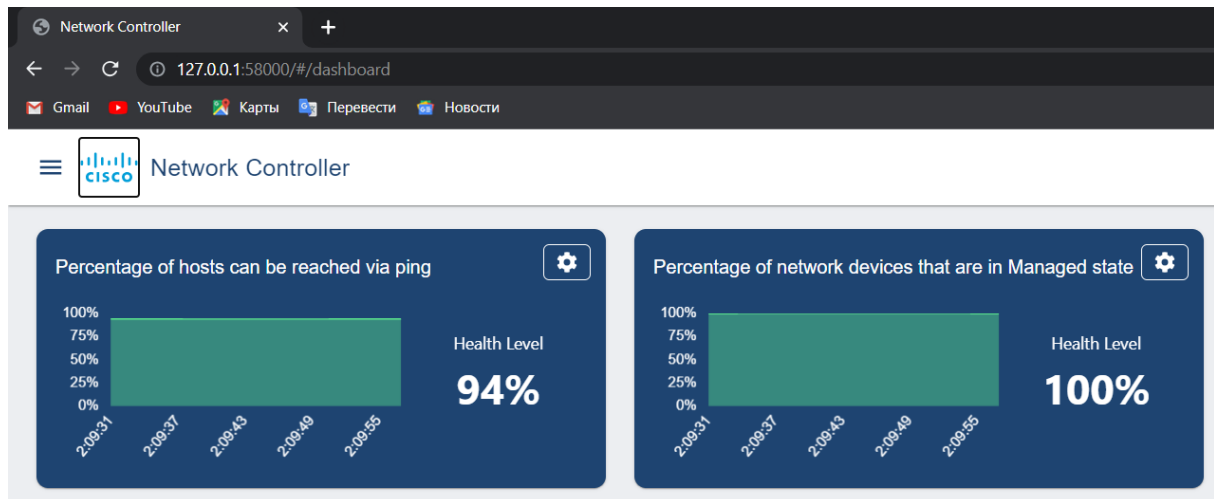 Network Controller
127.0.0.1:58000/#/dashboard
Gmail YouTube Карты Перевести Новости
CISCO Network Controller
Percentage of hosts can be reached via ping
100%
75%
50%
25%
0%
2:09:31 2:09:37 2:09:43 2:09:49 2:09:55
Health Level
94%
Percentage of network devices that are in Managed state
100%
75%
50%
25%
0%
2:09:31 2:09:37 2:09:43 2:09:49 2:09:55
Health Level
100%